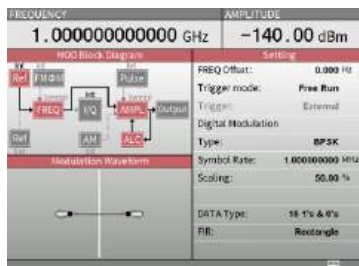 FREQUENCY
AMPLITUDE
1.000000000000 GHz
-140.00 dBm
MOD Block Diagram
Ref
FMΦM
Pulse
FREQ
I/Q
AMPL
Output
Ref
AM
ALC
Modulation Waveform
Setting
FREQ Offset: 0.000 Hz
Trigger mode: Free Run
Trigger: External
Digital Modulation
Type: BPSK
Symbol Rate: 1.000000000 MHz
Scaling: 50.00 %
DATA Type: 16 1's & 0's
FIR: Rectangle